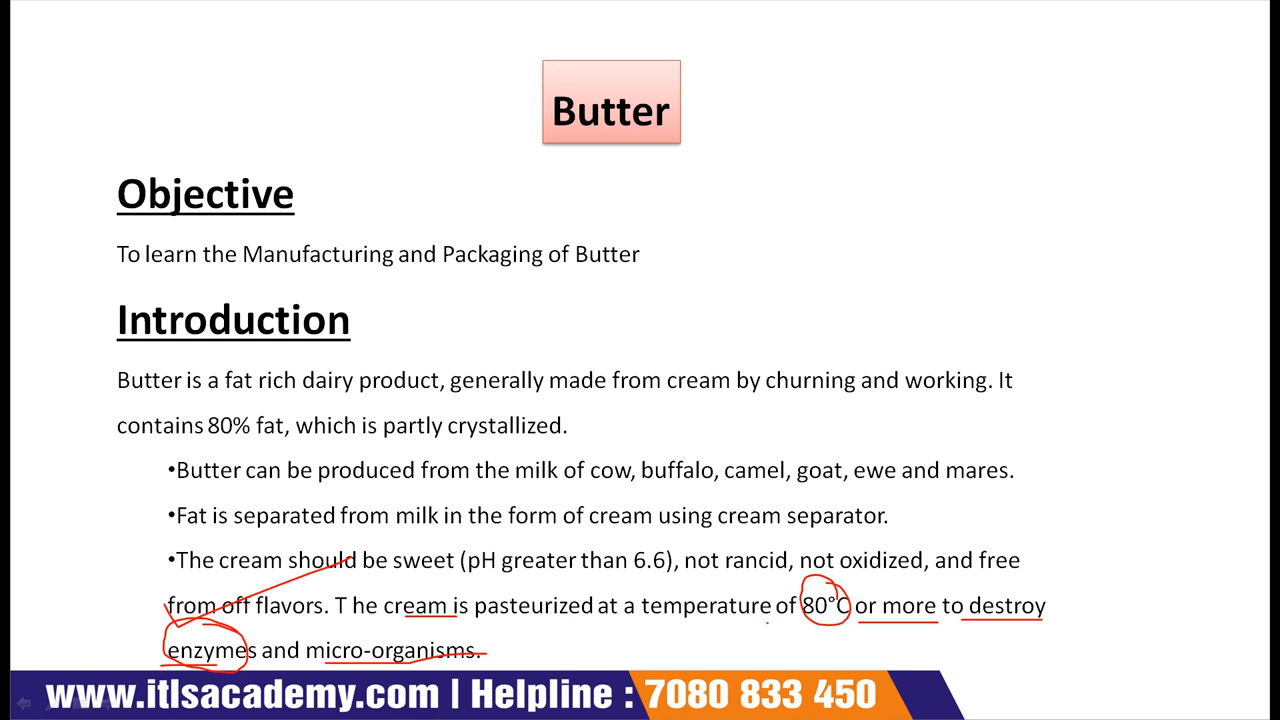 Butter
Objective
To learn the Manufacturing and Packaging of Butter
Introduction
Butter is a fat rich dairy product, generally made from cream by churning and working. It
contains 80% fat, which is partly crystallized.
•Butter can be produced from the milk of cow, buffalo, camel, goat, ewe and mares.
•Fat is separated from milk in the form of cream using cream separator.
•The cream should be sweet (pH greater than 6.6), not rancid, not oxidized, and free
from off flavors. T he cream is pasteurized at a temperature of 80°C or more to destroy
enzymes and micro-organisms.
www.itlsacademy.com | Helpline : 7080 833 450